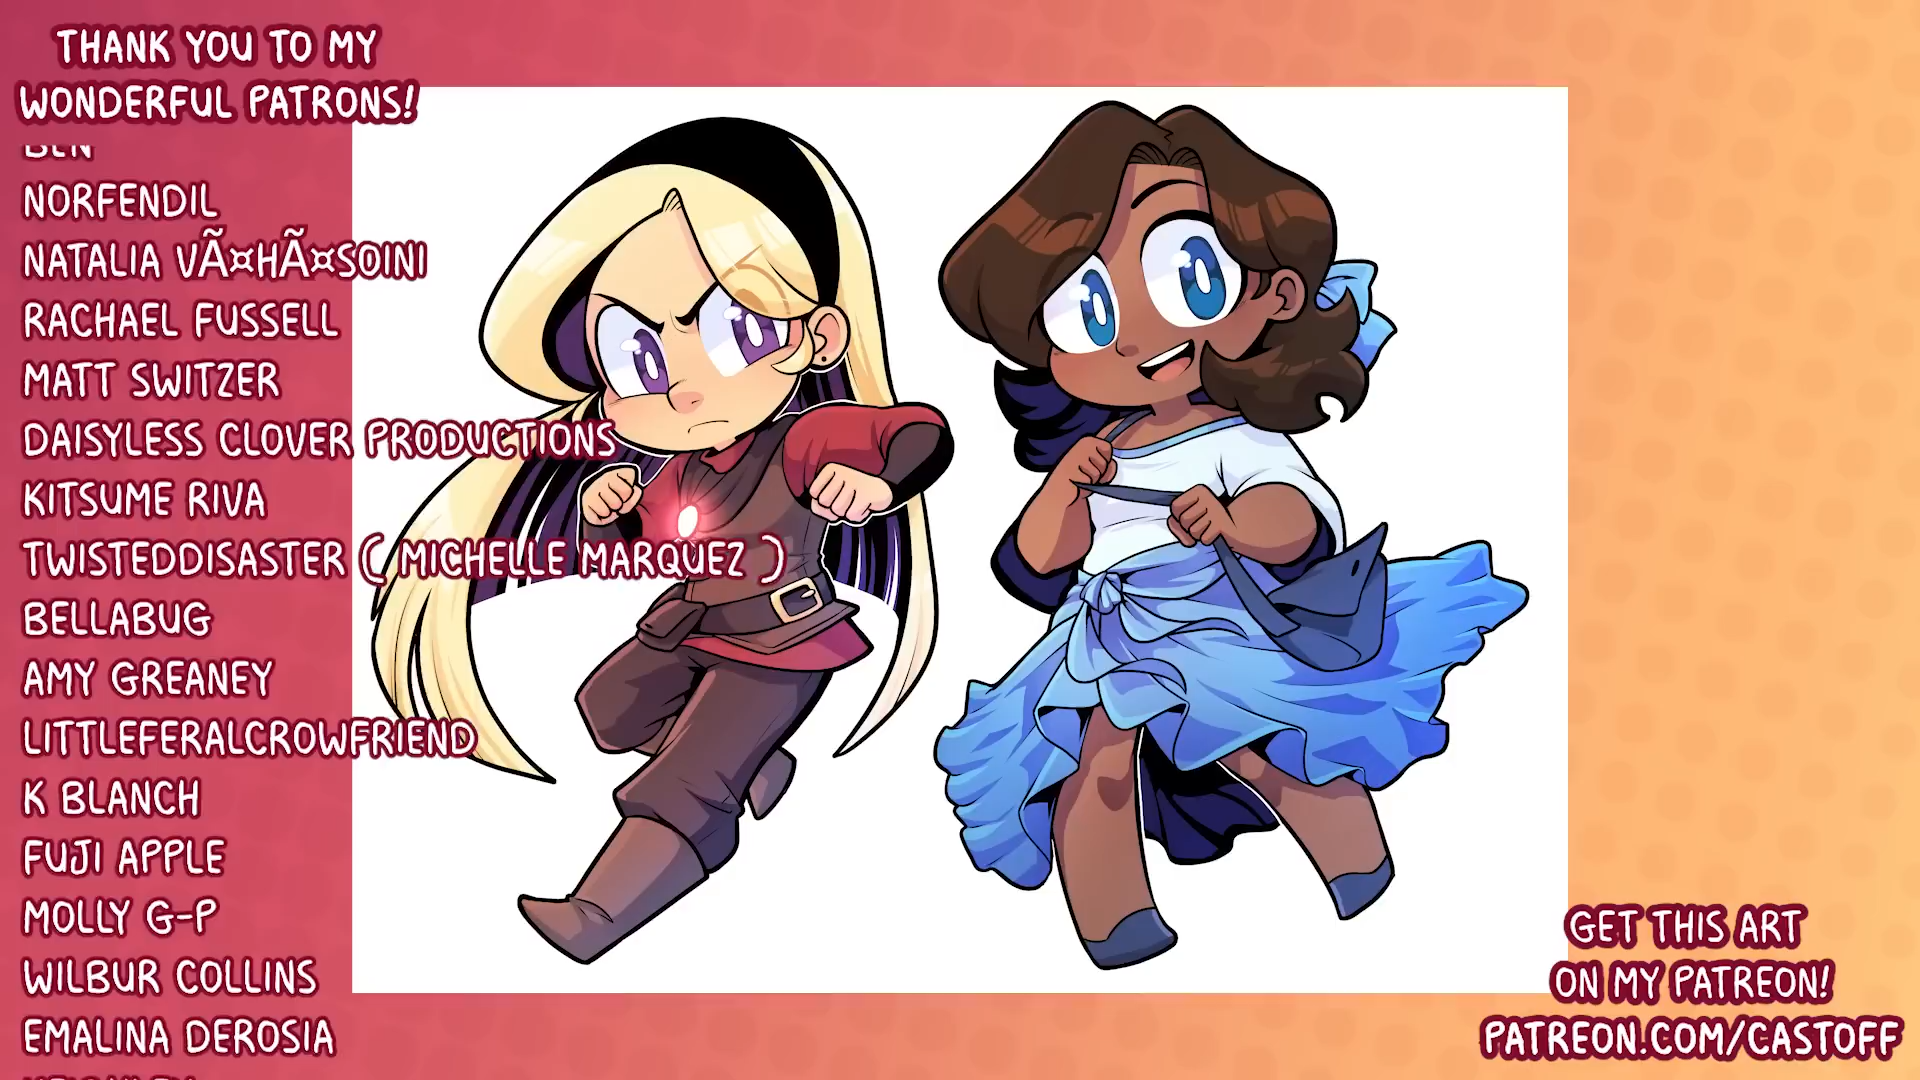 THANK YOU TO MY
WONDERFUL PATRONS!
BEN
NORFENDIL
NATALIA VÃ¤HÃ¤SOINI
RACHAEL FUSSELL
MATT SWITZER
DAISYLESS CLOVER PRODUCTIONS
KITSUME RIVA
TWISTEDDISASTER ( MICHELLE MARQUEZ )
BELLABUG
AMY GREANEY
LITTLEFERALCROWFRIEND
K BLANCH
FUJI APPLE
MOLLY G-P
WILBUR COLLINS
EMALINA DEROSIA
GET THIS ART
ON MY PATREON!
PATREON.COM/CASTOFF